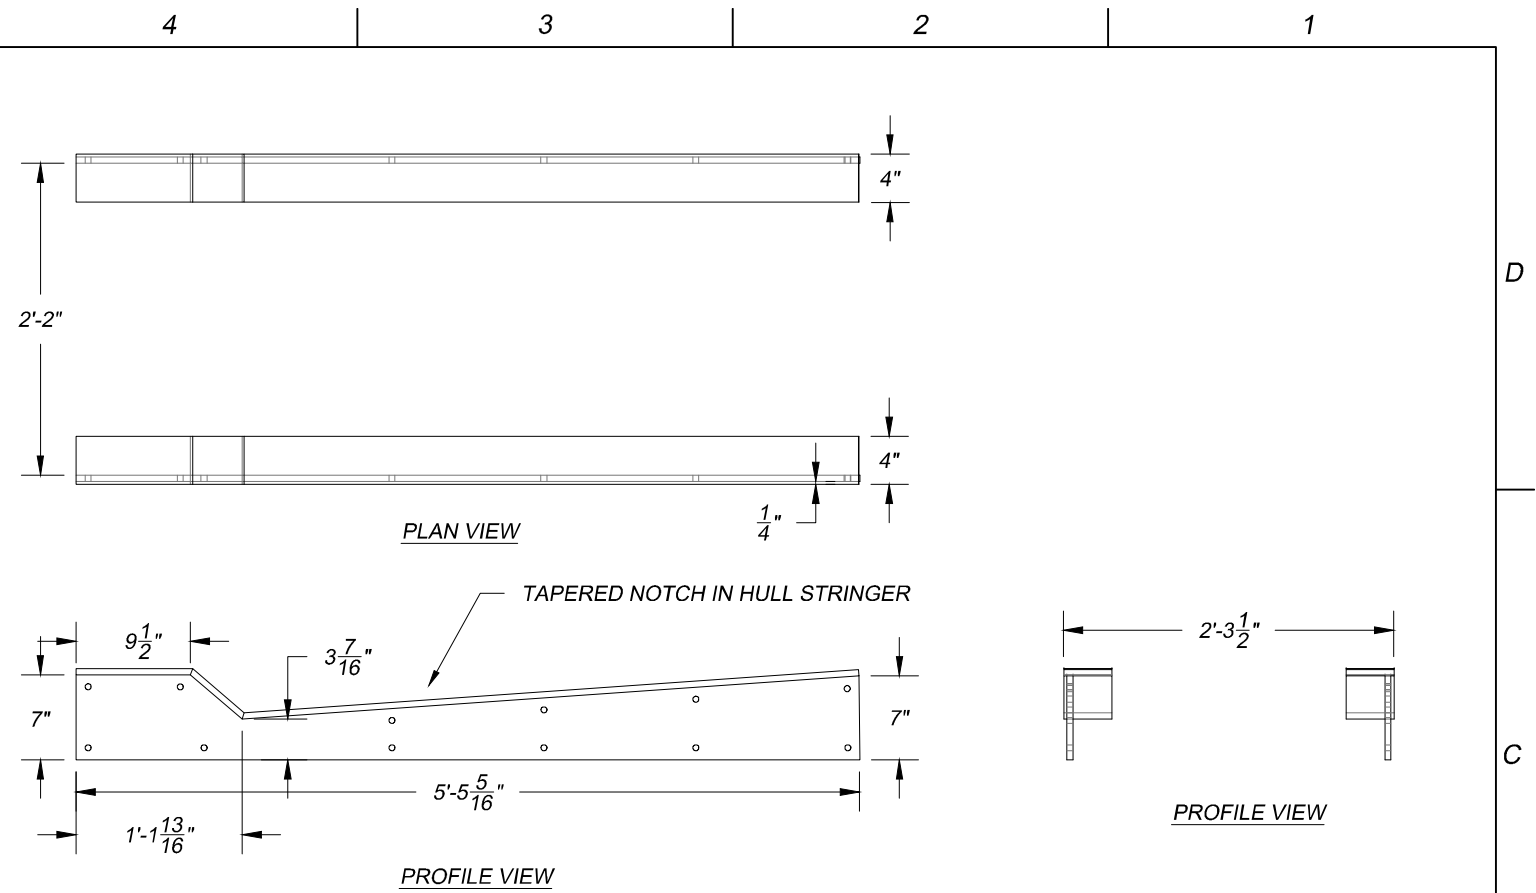 4 3 2 1
4"
D
2'-2"
4"
1/4"
PLAN VIEW
TAPERED NOTCH IN HULL STRINGER
9 1/2"
3 7/16"
2'-3 1/2"
7"
7"
C
5'-5 5/16"
1'-1 13/16"
PROFILE VIEW
PROFILE VIEW